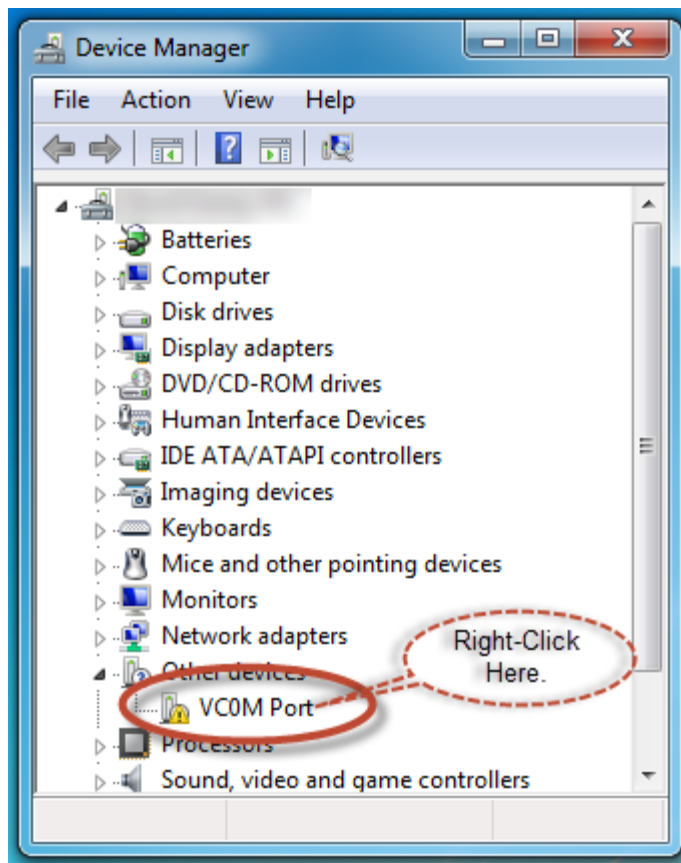 Device Manager
File Action View Help
Batteries
Computer
Disk drives
Display adapters
DVD/CD-ROM drives
Human Interface Devices
IDE ATA/ATAPI controllers
Imaging devices
Keyboards
Mice and other pointing devices
Monitors
Network adapters
Right-Click
Here.
Other devices
VC0M Port
Processors
Sound, video and game controllers